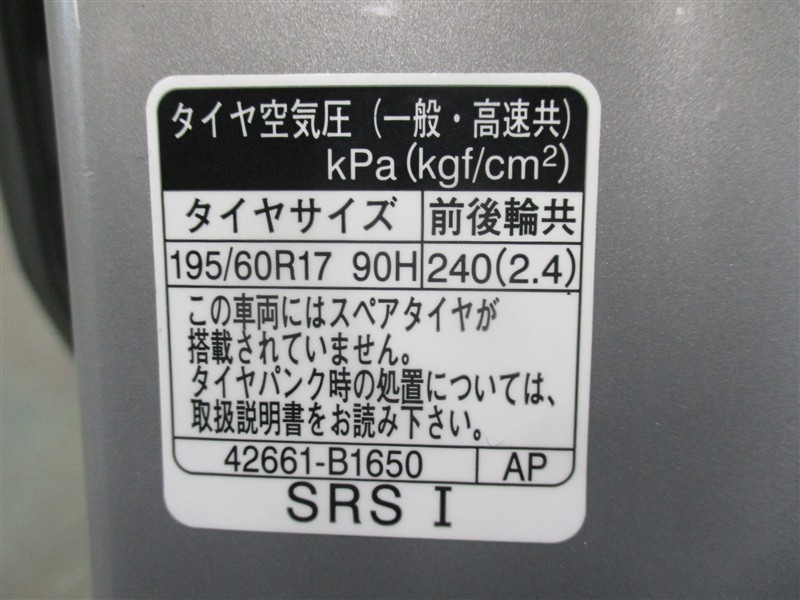 タイヤ空気圧（一般・高速共）
kPa(kgf/cm²)
タイヤサイズ 前後輪共
195/60R17 90H 240(2.4)
この車両にはスペアタイヤが
搭載されていません。
タイヤパンク時の処置については、
取扱説明書をお読み下さい。
42661-B1650 AP
SRS I